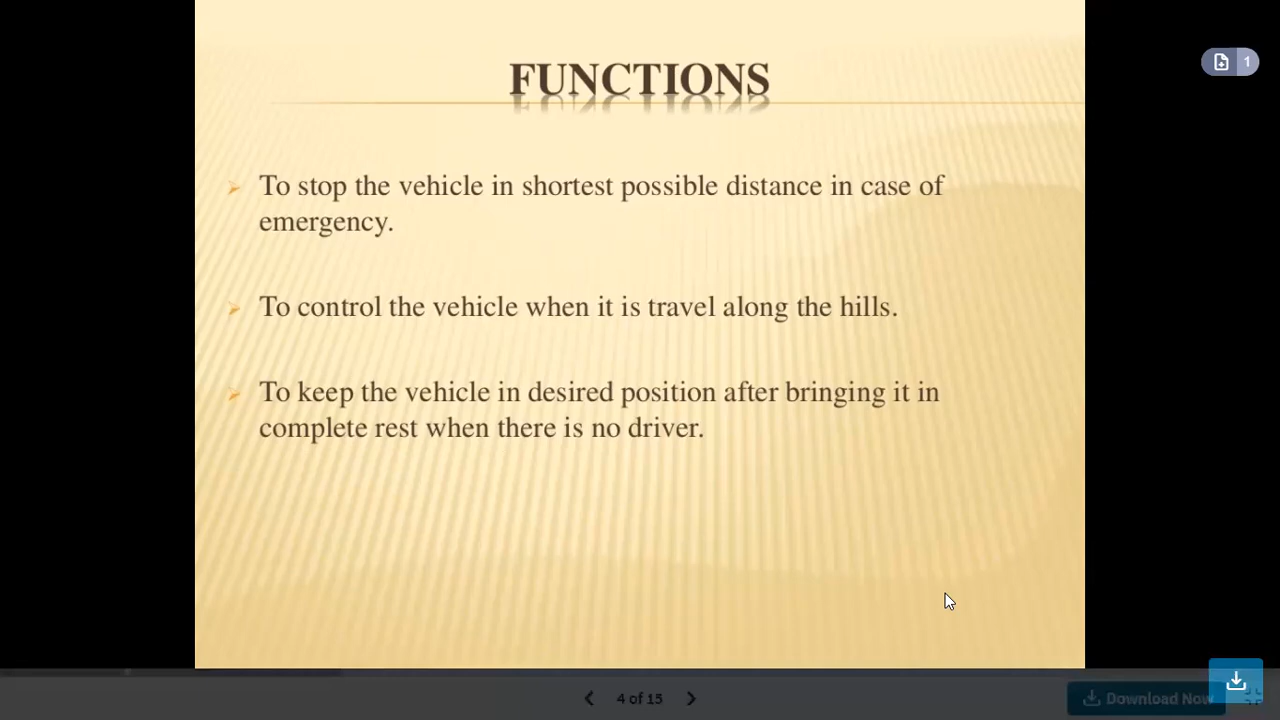 FUNCTIONS
To stop the vehicle in shortest possible distance in case of
emergency.
To control the vehicle when it is travel along the hills.
To keep the vehicle in desired position after bringing it in
complete rest when there is no driver.
1
4 of 15
Download Now